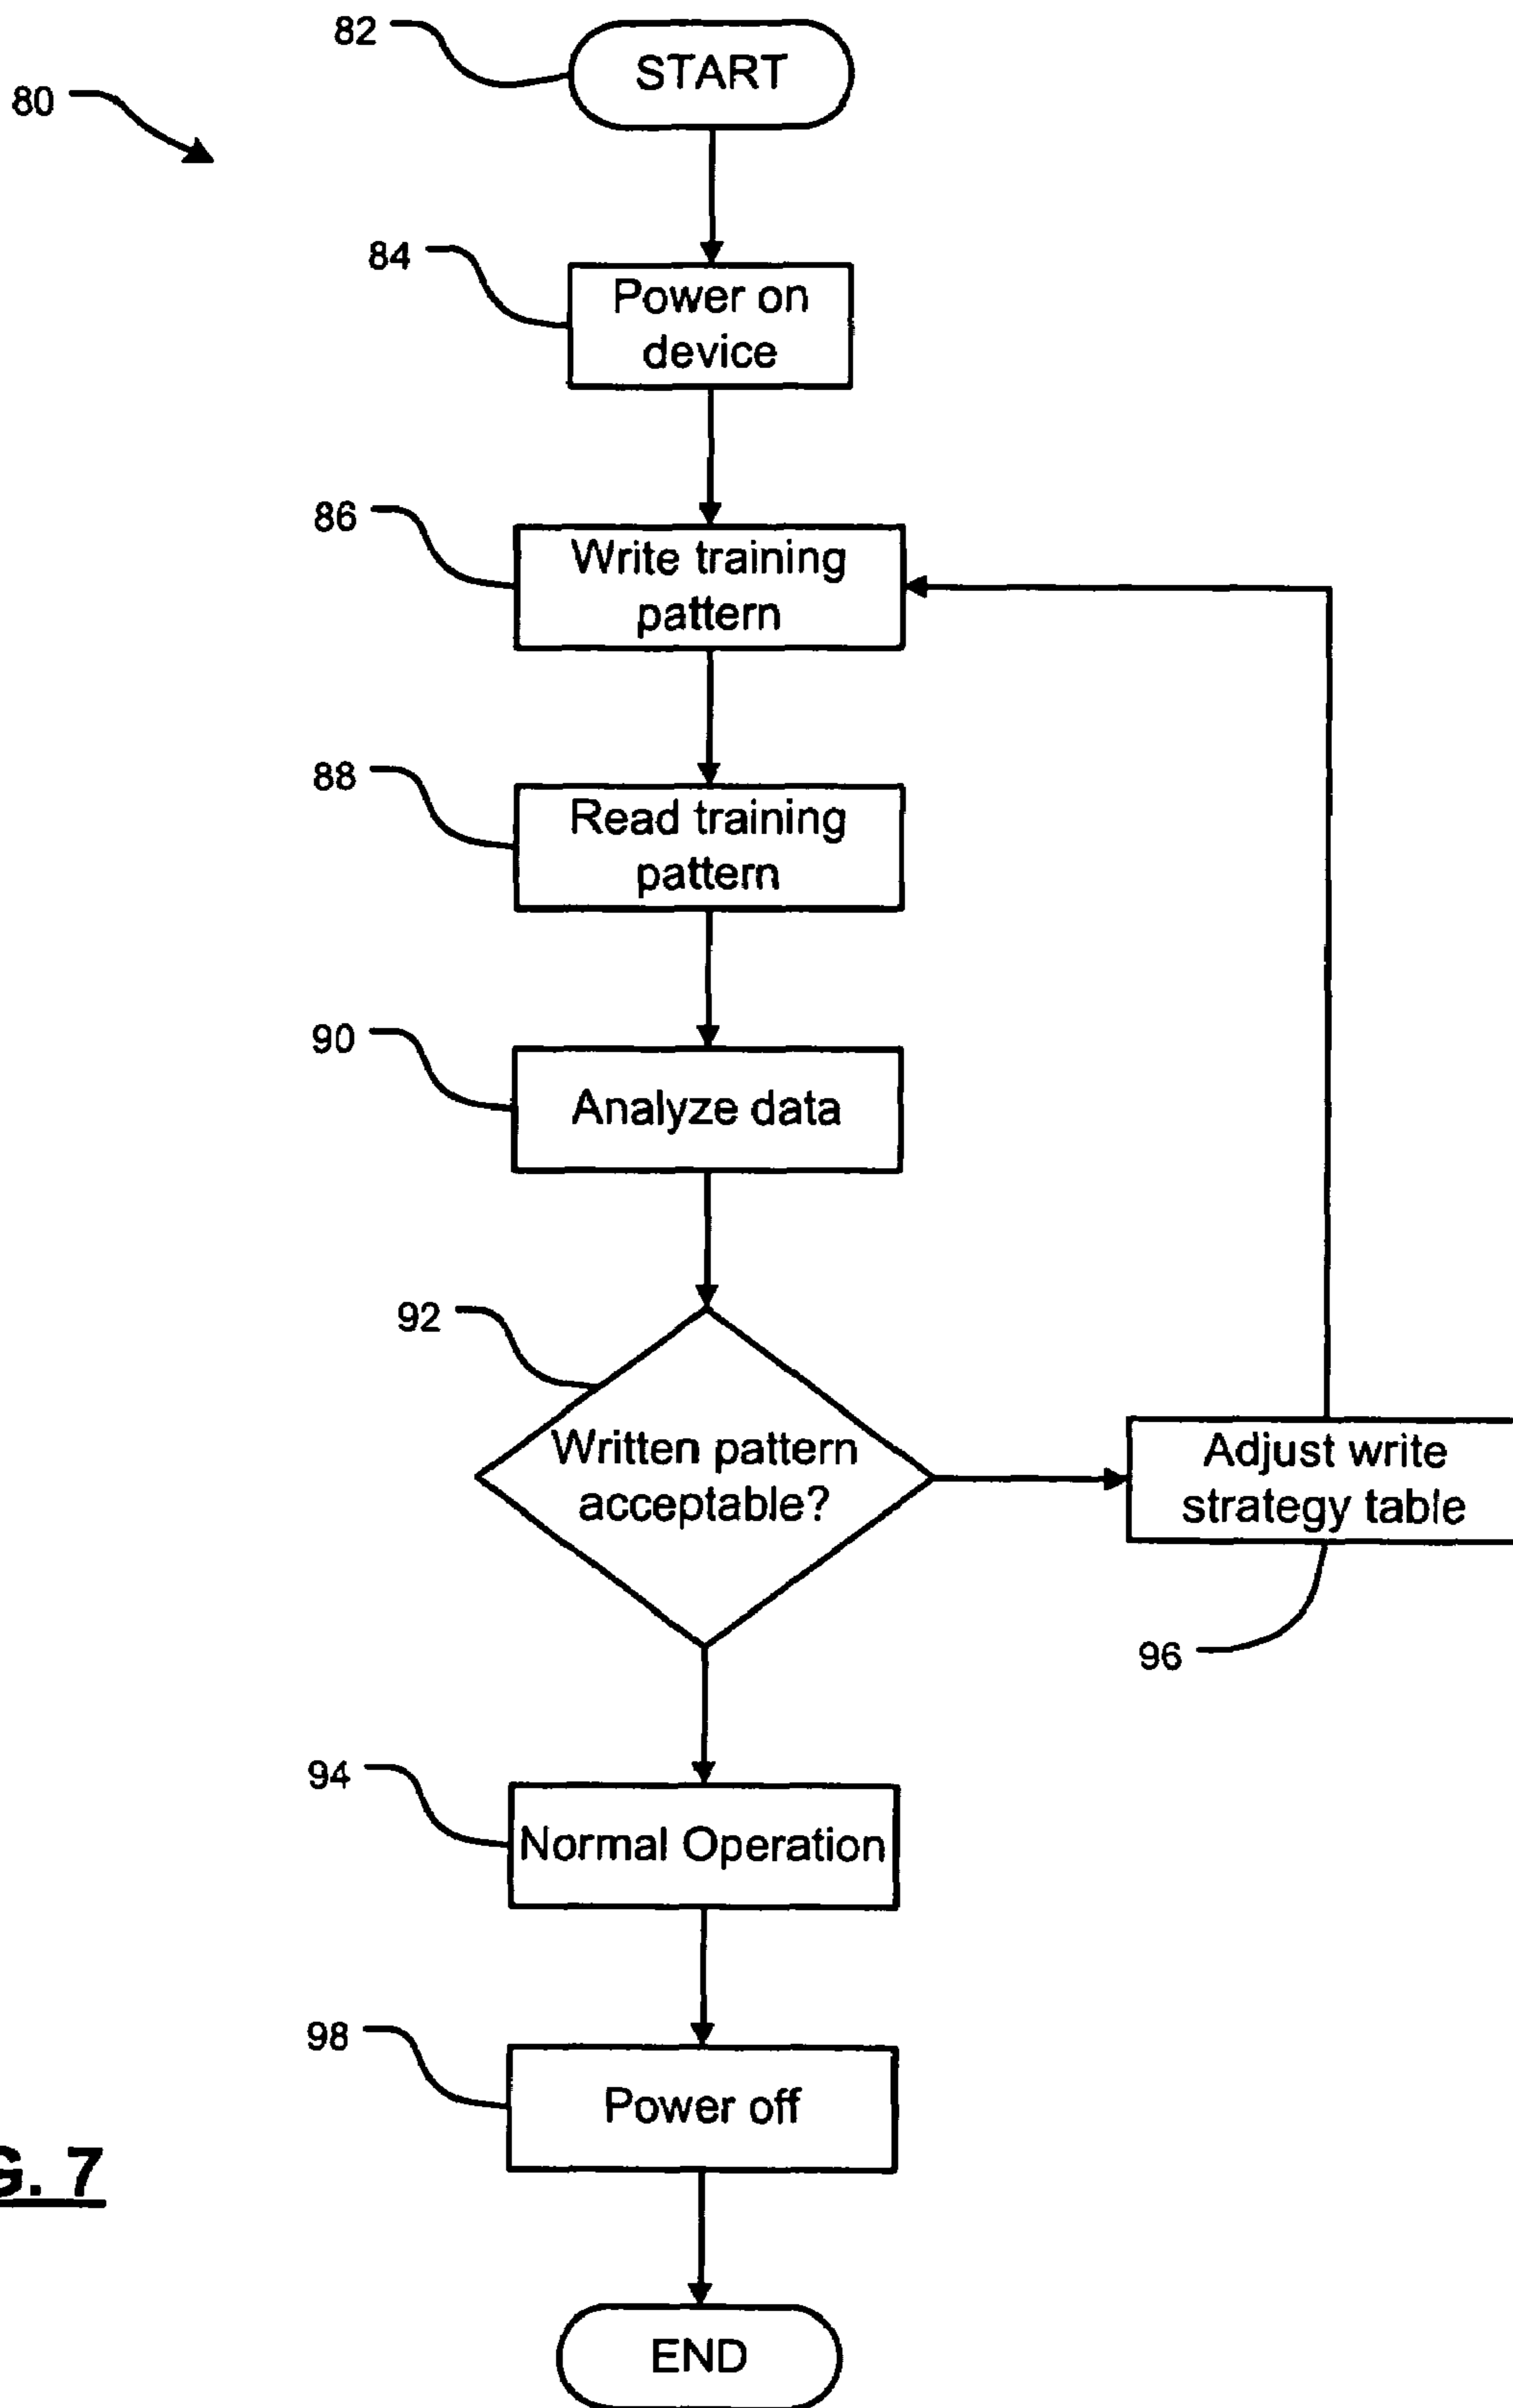 82
START
80
84
Power on
device
86
Write training
pattern
88
Read training
pattern
90
Analyze data
92
Written pattern
acceptable?
Adjust write
strategy table
96
94
Normal Operation
98
Power off
G. 7
END